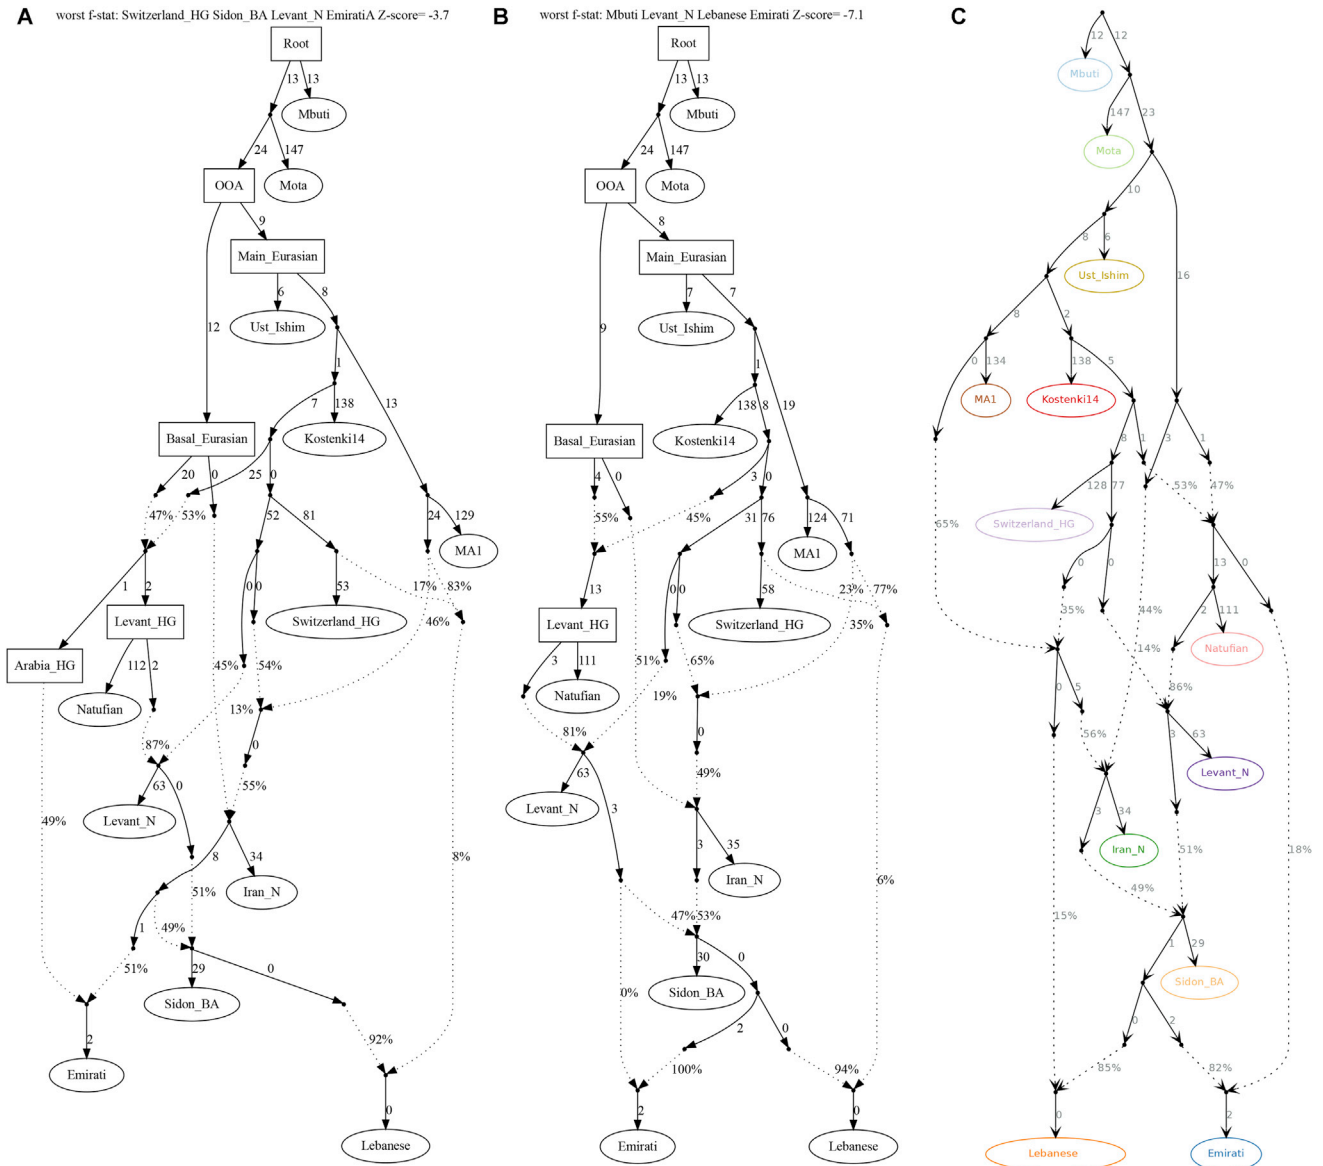 A worst f-stat: Switzerland_HG Sidon_BA Levant_N EmiratiA Z-score= -3.7
Root
13 13
Mbuti
24 147
OOA
Mota
9
Main_Eurasian
6 8
Ust_Ishim
12
1
7 138 13
Kostenki14
Basal_Eurasian
20 0 25 0
47% 53% 52 81 24 129
MA1
1 2 0 0 53 17% 83%
Levant_HG
Switzerland_HG
46%
Arabia_HG
112 2 45% 54%
Natufian
13%
87% 0
63 0 55%
Levant_N
49%
8 34 8%
51%
Iran_N
1 49%
51% 29 0
Sidon_BA
92%
2
Emirati
0
Lebanese
B worst f-stat: Mbuti Levant_N Lebanese Emirati Z-score= -7.1
Root
13 13
Mbuti
24 147
OOA
Mota
8
Main_Eurasian
7 7
Ust_Ishim
9
1
138 8 19
Kostenki14
Basal_Eurasian
4 0 3 0
55% 45% 31 76 124 71
MA1
13 0 0 58 23% 77%
Levant_HG
Switzerland_HG
35%
3 111 51% 65%
Natufian
19%
81% 0
63 49%
Levant_N
3
3 35
Iran_N
6%
47% 53%
30 0
0%
Sidon_BA
2 0
100% 94%
2 0
Emirati
Lebanese
C
12 12
Mbuti
147 23
Mota
10
8 6
Ust_Ishim
16
8 2
0 134 138 5
MA1
Kostenki14
8 1 3 1
128 77 53% 47%
Switzerland_HG
65%
0 0 13 0
35% 44% 2 111
14%
Natufian
0 5 86%
56% 3 63
Levant_N
3 34
Iran_N
51% 18%
49%
15% 1 29
Sidon_BA
0 2
85% 82%
0 2
Lebanese
Emirati